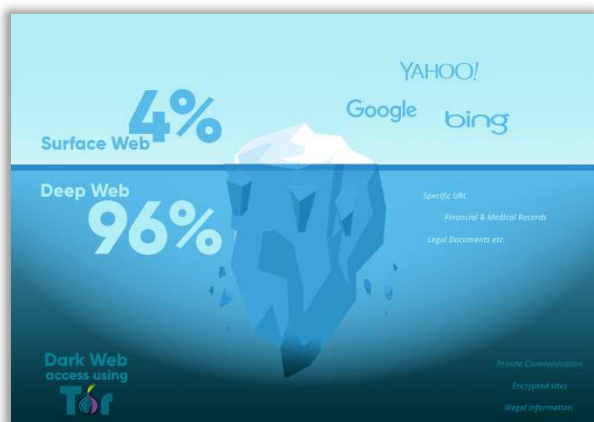 YAHOO!
4%
Google
bing
Surface Web
Deep Web
96%
Specific URL
Financial & Medical Records
Legal Documents etc.
Dark Web
access using
Tor
Private Communication
Encrypted sites
Illegal information